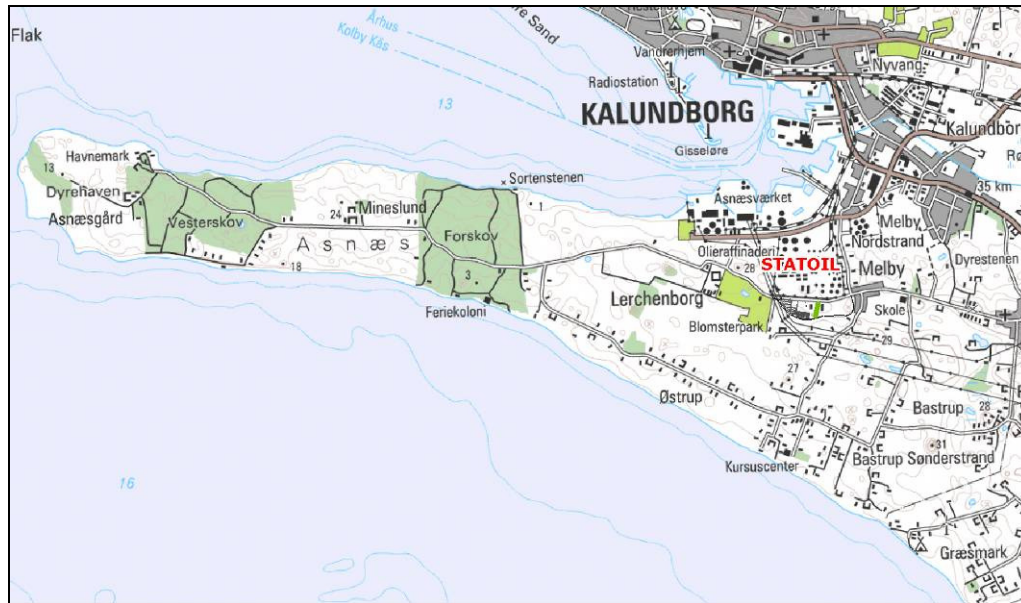 Flak
Århus
Kolby Kås
13
Sand
Vandrerhjem
Radiostation
KALUNDBORG
Gisseløre
Nyvang
Kalundbor
35 km
Havnemark
13
Dyrehaven
Asnæsgård
Vesterskov
24
Mineslund
Asnæs
18
Sortenstenen
1
Forskov
3
Feriekoloni
Asnæsværket
Olieraffinaderi
28
STATOIL
Melby
Nordstrand
Melby
Dyrestenen
Lerchenborg
Blomsterpark
Skole
29
27
Østrup
Bastrup
28
31
Bastrup Sønderstrand
Kursuscenter
16
Græsmark